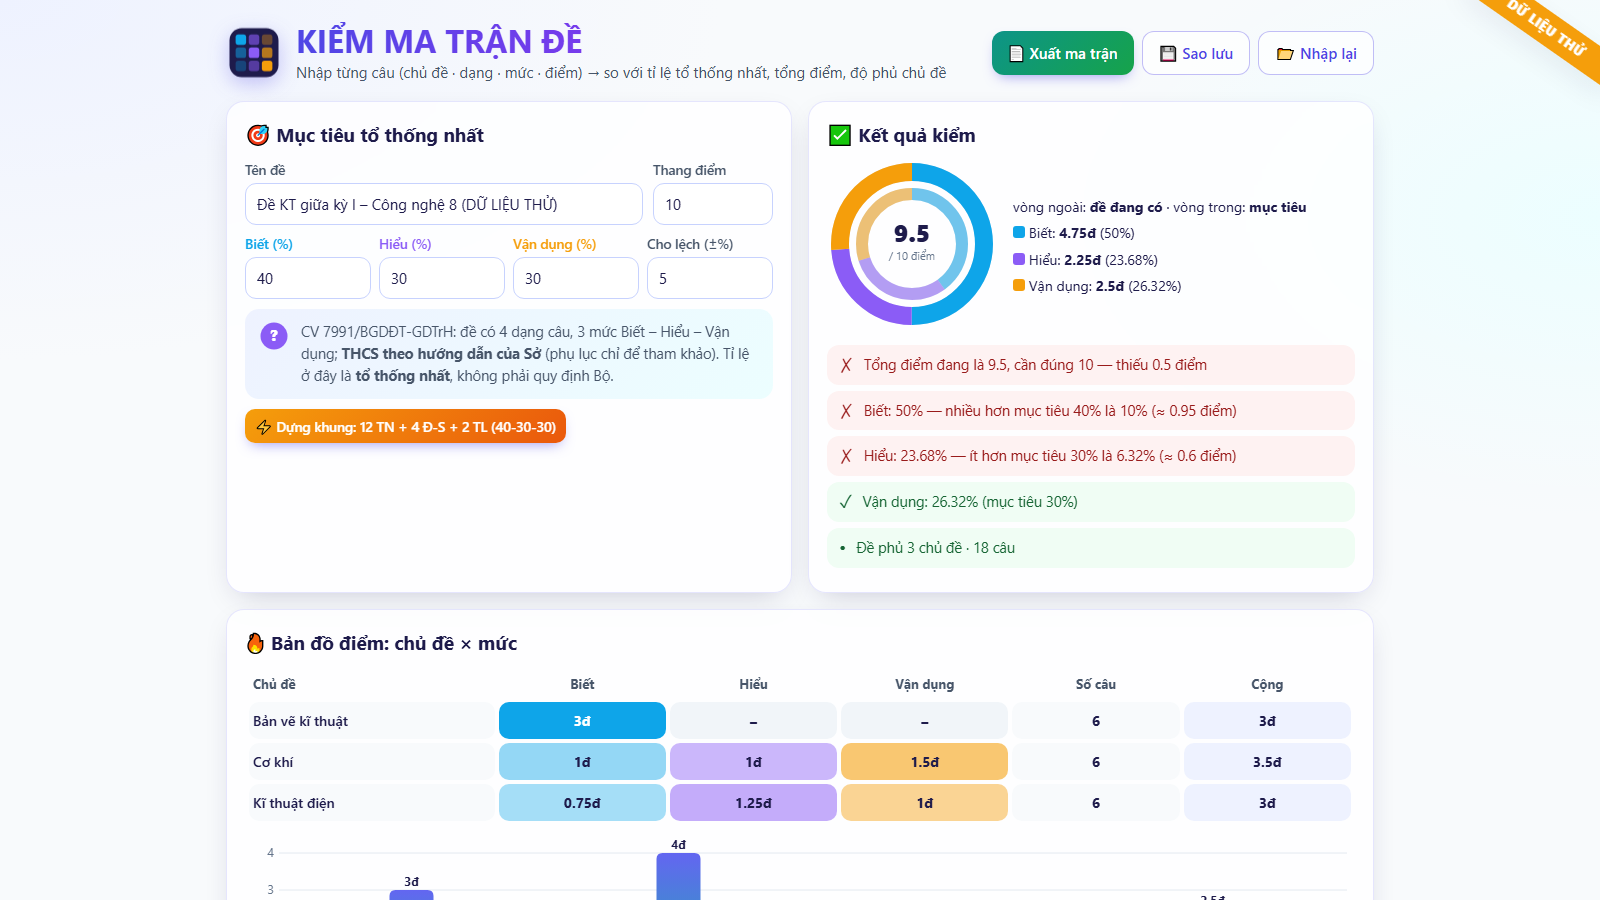 KIỂM MA TRẬN ĐỀ
Nhập từng câu (chủ đề · dạng · mức · điểm) → so với tỉ lệ tổ thống nhất, tổng điểm, độ phủ chủ đề
Xuất ma trận
Sao lưu
Nhập lại
DỮ LIỆU THỬ
Mục tiêu tổ thống nhất
Tên đề
Thang điểm
Đề KT giữa kỳ I – Công nghệ 8 (DỮ LIỆU THỬ)
10
Biết (%)
Hiểu (%)
Vận dụng (%)
Cho lệch (±%)
40
30
30
5
?
CV 7991/BGDĐT-GDTrH: đề có 4 dạng câu, 3 mức Biết – Hiểu – Vận
dụng; THCS theo hướng dẫn của Sở (phụ lục chỉ để tham khảo). Tỉ lệ
ở đây là tổ thống nhất, không phải quy định Bộ.
Dựng khung: 12 TN + 4 Đ-S + 2 TL (40-30-30)
Kết quả kiểm
9.5
/ 10 điểm
vòng ngoài: đề đang có · vòng trong: mục tiêu
Biết: 4.75đ (50%)
Hiểu: 2.25đ (23.68%)
Vận dụng: 2.5đ (26.32%)
✗ Tổng điểm đang là 9.5, cần đúng 10 — thiếu 0.5 điểm
✗ Biết: 50% — nhiều hơn mục tiêu 40% là 10% (≈ 0.95 điểm)
✗ Hiểu: 23.68% — ít hơn mục tiêu 30% là 6.32% (≈ 0.6 điểm)
✓ Vận dụng: 26.32% (mục tiêu 30%)
• Đề phủ 3 chủ đề · 18 câu
Bản đồ điểm: chủ đề × mức
Chủ đề Biết Hiểu Vận dụng Số câu Cộng
Bản vẽ kĩ thuật 3đ – – 6 3đ
Cơ khí 1đ 1đ 1.5đ 6 3.5đ
Kĩ thuật điện 0.75đ 1.25đ 1đ 6 3đ
4
4đ
3
3đ